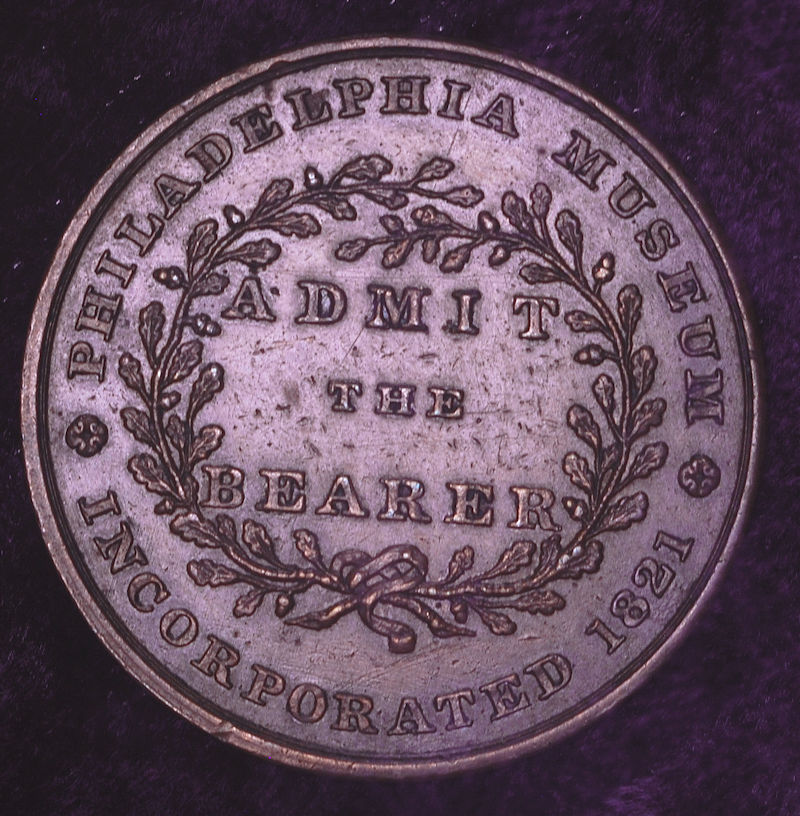 PHILADELPHIA MUSEUM
ADMIT
THE
BEARER
INCORPORATED 1821